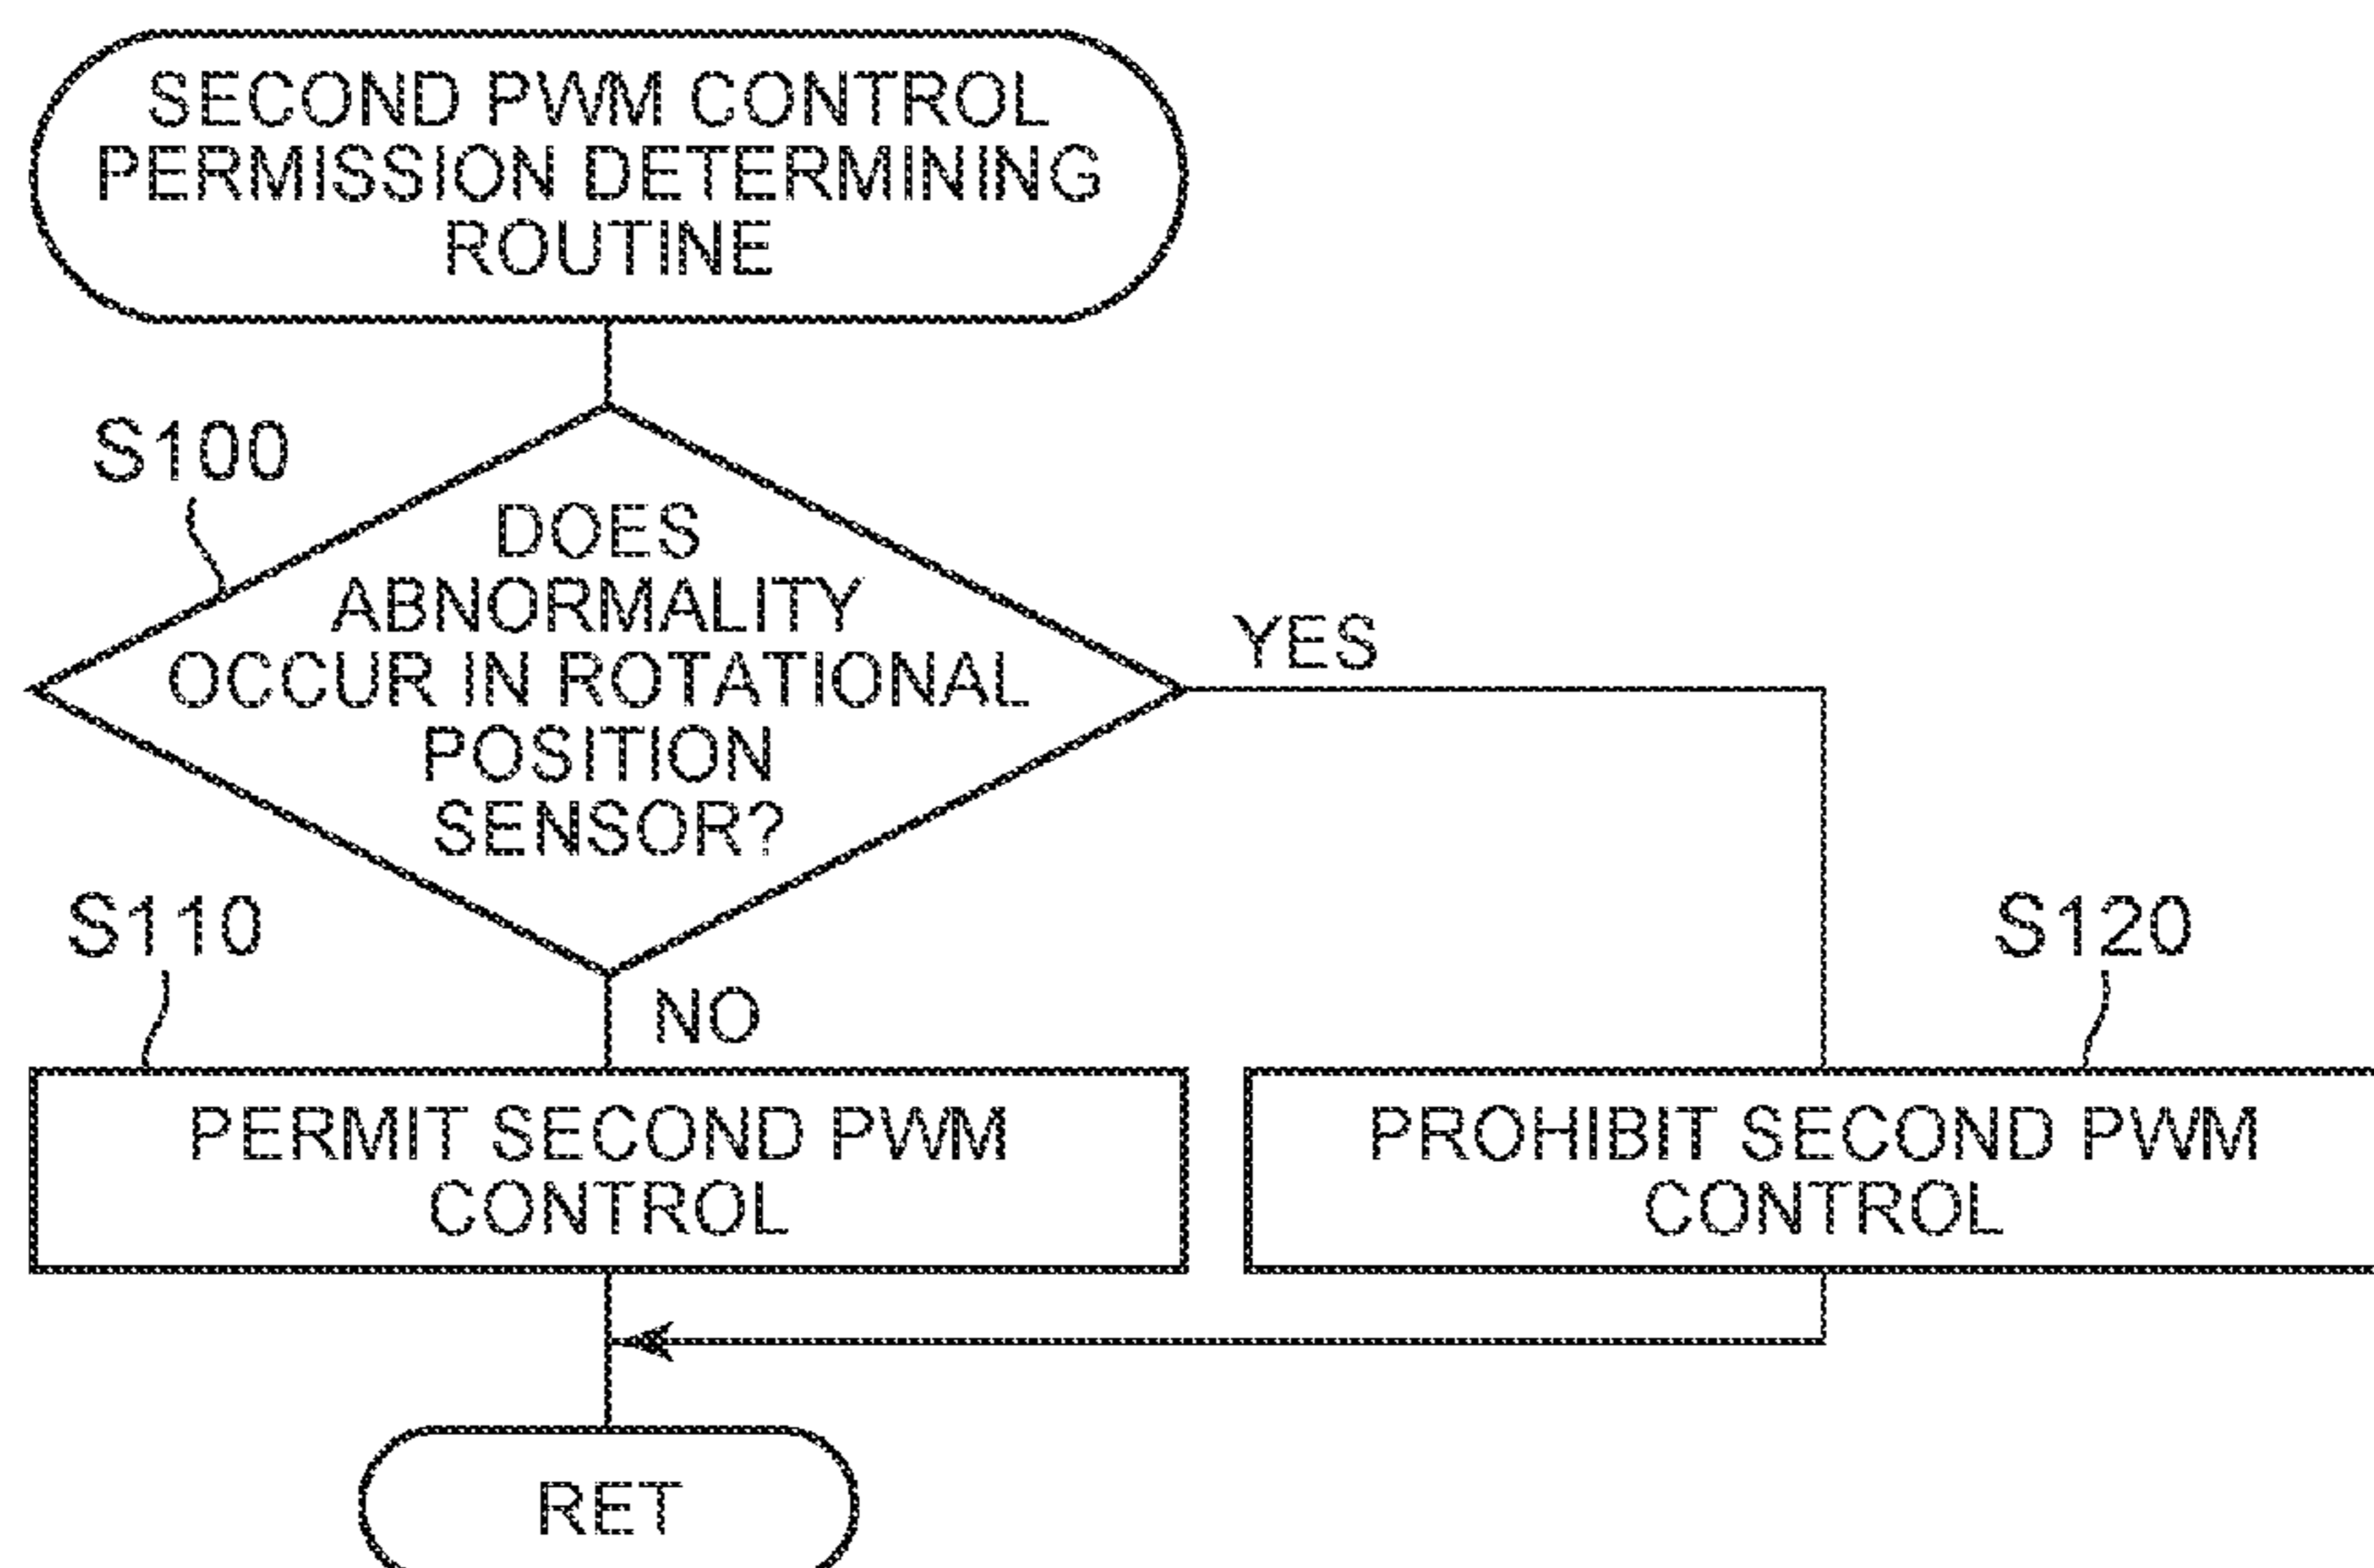 SECOND PWM CONTROL
PERMISSION DETERMINING
ROUTINE
S100
DOES
ABNORMALITY
OCCUR IN ROTATIONAL
POSITION
SENSOR?
YES
S110
S120
NO
PERMIT SECOND PWM
CONTROL
PROHIBIT SECOND PWM
CONTROL
RET